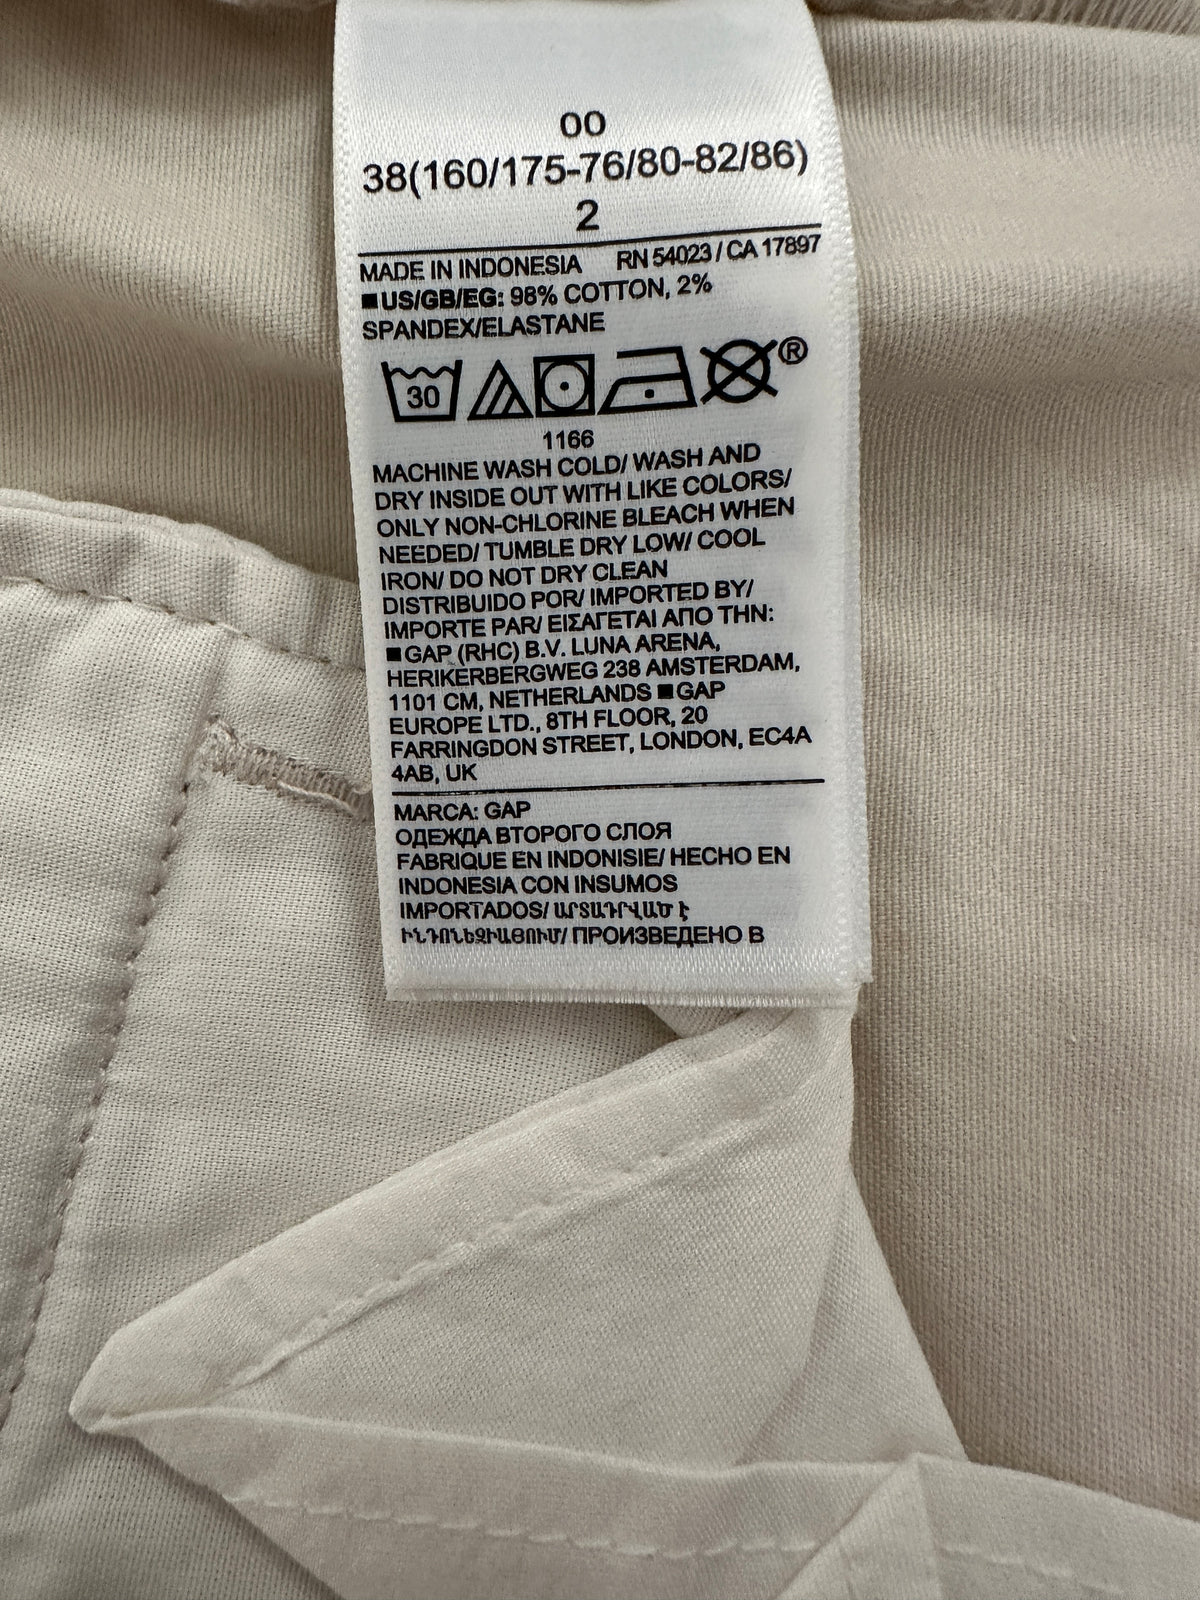 00
38(160/175-76/80-82/86)
2
MADE IN INDONESIA RN 54023 / CA 17897
■US/GB/EG: 98% COTTON, 2%
SPANDEX/ELASTANE
30 ®
1166
MACHINE WASH COLD/ WASH AND
DRY INSIDE OUT WITH LIKE COLORS/
ONLY NON-CHLORINE BLEACH WHEN
NEEDED/ TUMBLE DRY LOW/ COOL
IRON/ DO NOT DRY CLEAN
DISTRIBUIDO POR/ IMPORTED BY/
IMPORTE PAR/ ΕΙΣΑΓΕΤΑΙ ΑΠΟ ΤΗΝ:
■GAP (RHC) B.V. LUNA ARENA,
HERIKERBERGWEG 238 AMSTERDAM,
1101 CM, NETHERLANDS ■GAP
EUROPE LTD., 8TH FLOOR, 20
FARRINGDON STREET, LONDON, EC4A
4AB, UK
MARCA: GAP
ОДЕЖДА ВТОРОГО СЛОЯ
FABRIQUE EN INDONISIE/ HECHO EN
INDONESIA CON INSUMOS
IMPORTADOS/ ԱՐՏԱԴՐՎԱԾ Է
ԻՆԴՈՆԵԶԻԱՅՈՒՄ/ ПРОИЗВЕДЕНО В